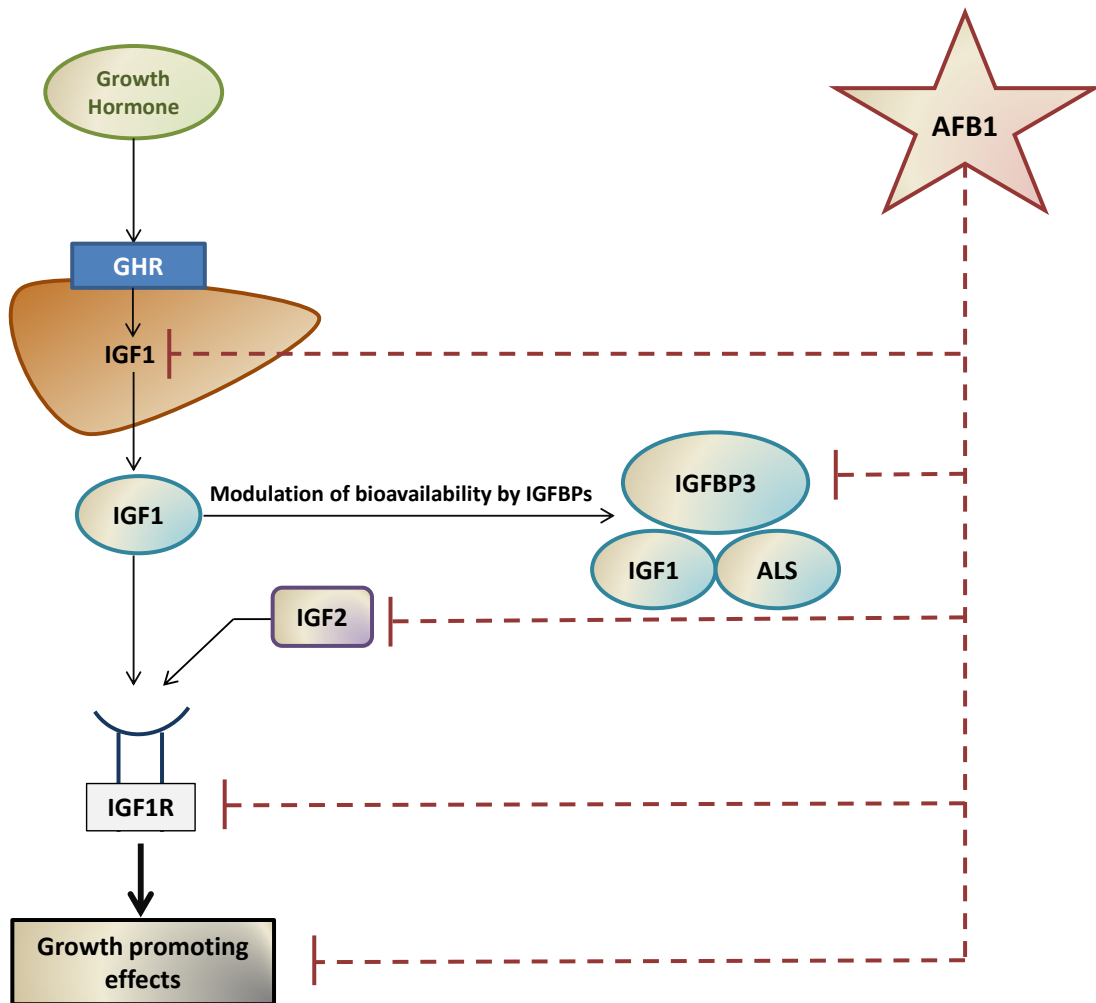 Growth
Hormone
AFB1
GHR
IGF1
IGFBP3
Modulation of bioavailability by IGFBPs
IGF1
IGF1
ALS
IGF2
IGF1R
Growth promoting
effects